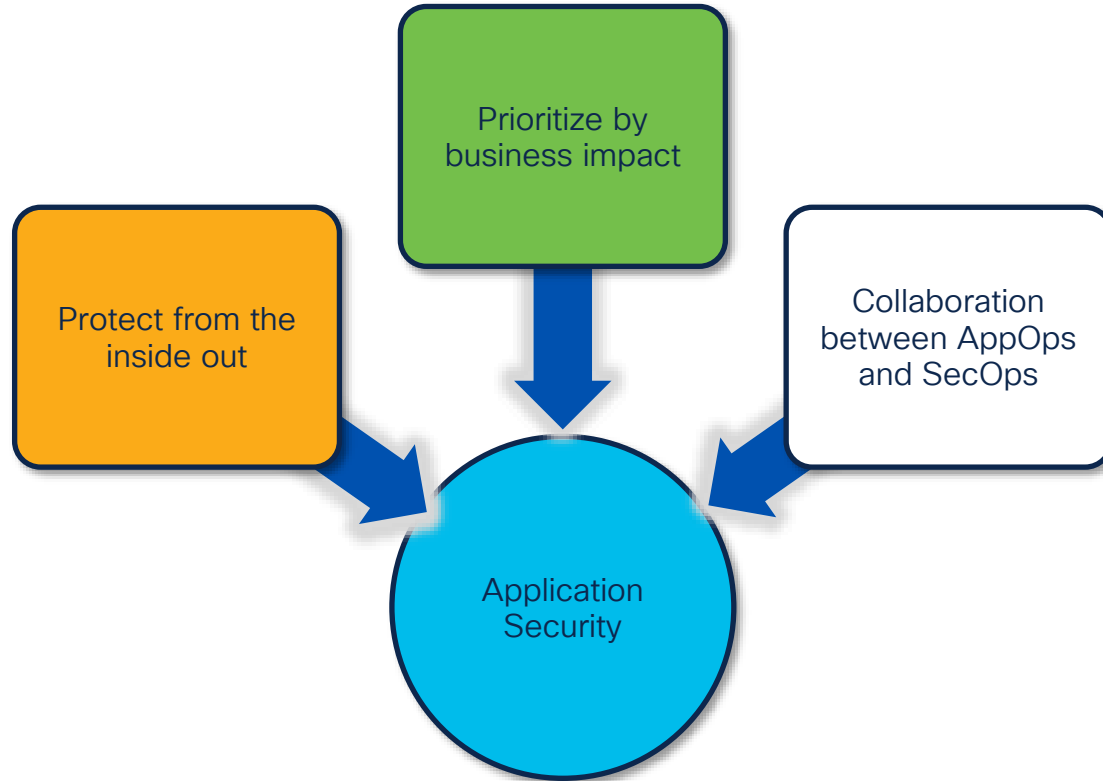 Prioritize by
business impact
Protect from the
inside out
Collaboration
between AppOps
and SecOps
Application
Security